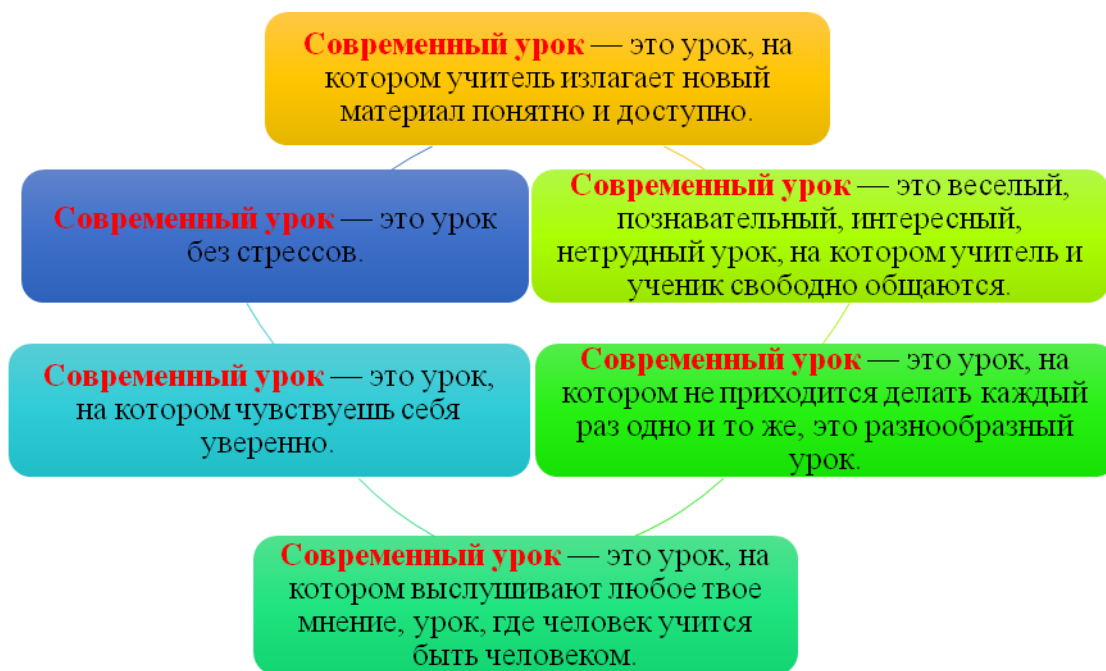 Современный урок — это урок, на
котором учитель излагает новый
материал понятно и доступно.
Современный урок — это веселый,
познавательный, интересный,
нетрудный урок, на котором учитель и
ученик свободно общаются.
Современный урок — это урок, на
котором не приходится делать каждый
раз одно и то же, это разнообразный
урок.
Современный урок — это урок, на
котором выслушивают любое твое
мнение, урок, где человек учится
быть человеком.
Современный урок — это урок,
на котором чувствуешь себя
уверенно.
Современный урок — это урок
без стрессов.